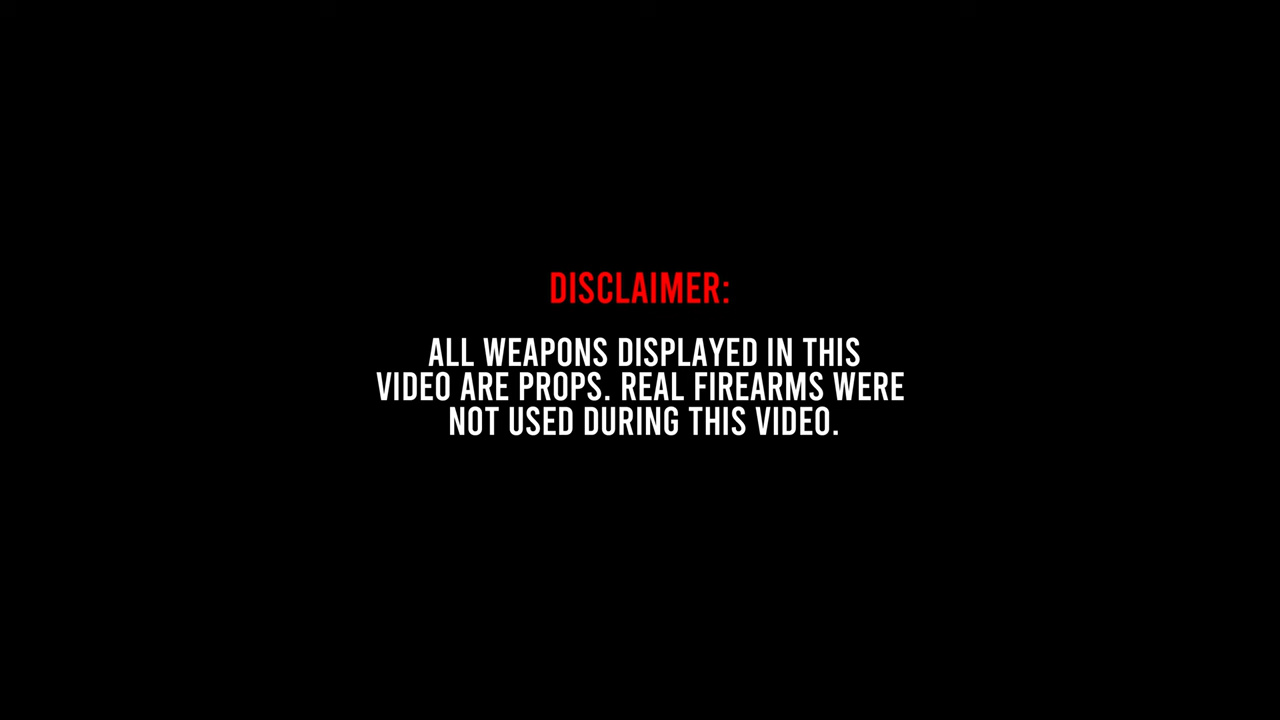 DISCLAIMER:
ALL WEAPONS DISPLAYED IN THIS
VIDEO ARE PROPS. REAL FIREARMS WERE
NOT USED DURING THIS VIDEO.